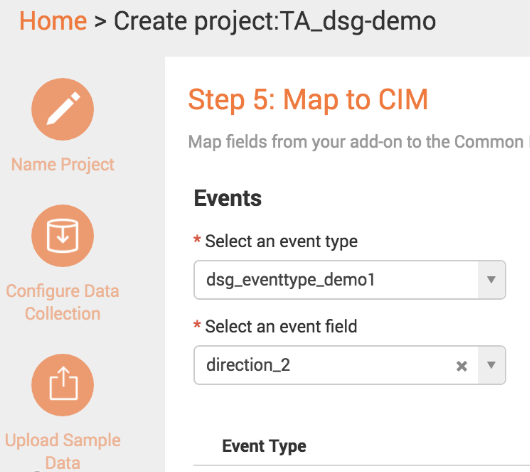 Home > Create project:TA_dsg-demo
Name Project
Configure Data
Collection
Upload Sample
Data
Step 5: Map to CIM
Map fields from your add-on to the Common
Events
* Select an event type
dsg_eventtype_demo1
* Select an event field
direction_2
Event Type